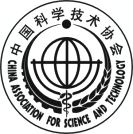 中国科学技术协会
CHINA ASSOCIATION FOR SCIENCE AND TECHNOLOGY